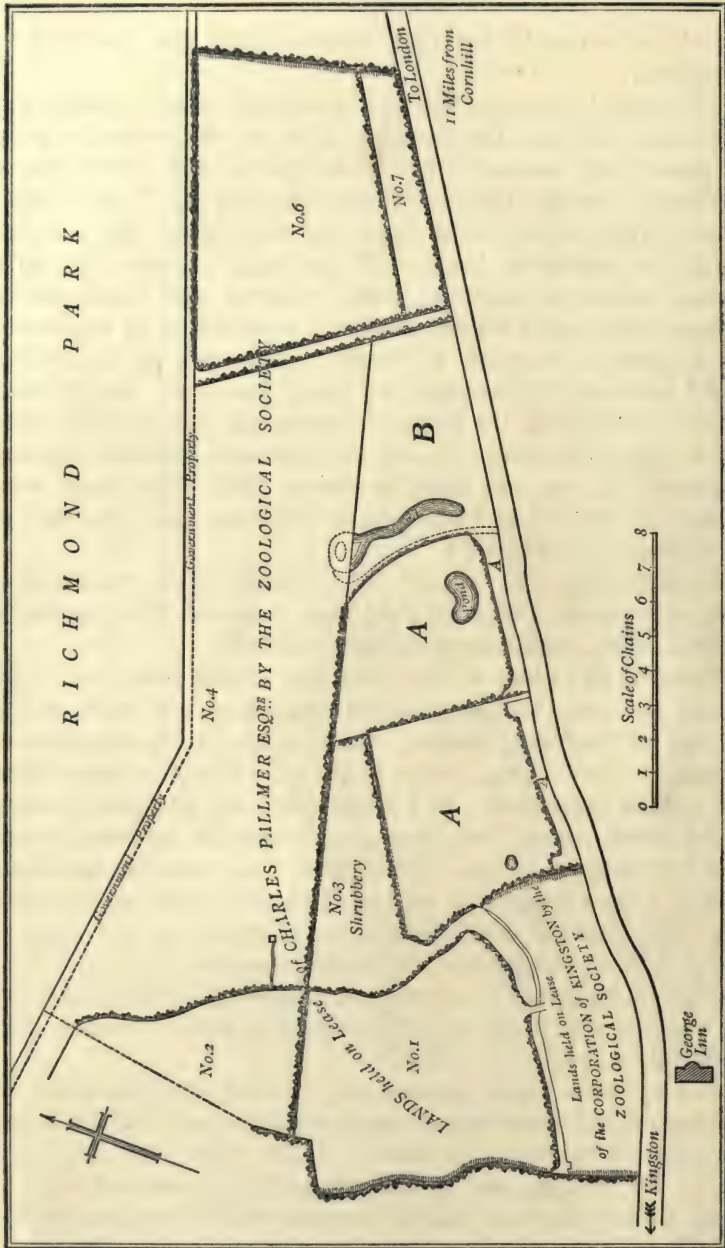 RICHMOND PARK
Government Property
Government Property
No.4
No.6
No.7
To London
11 Miles from
Cornhill
No.2
LANDS held on Lease of CHARLES PALLMER ESQRE BY THE ZOOLOGICAL SOCIETY
No.3
Shrubbery
No.1
A
A
B
Pond
A
A
Lands held on Lease
of the CORPORATION of KINGSTON by the
ZOOLOGICAL SOCIETY
Scale of Chains
0 1 2 3 4 5 6 7 8
George
Inn
Kingston